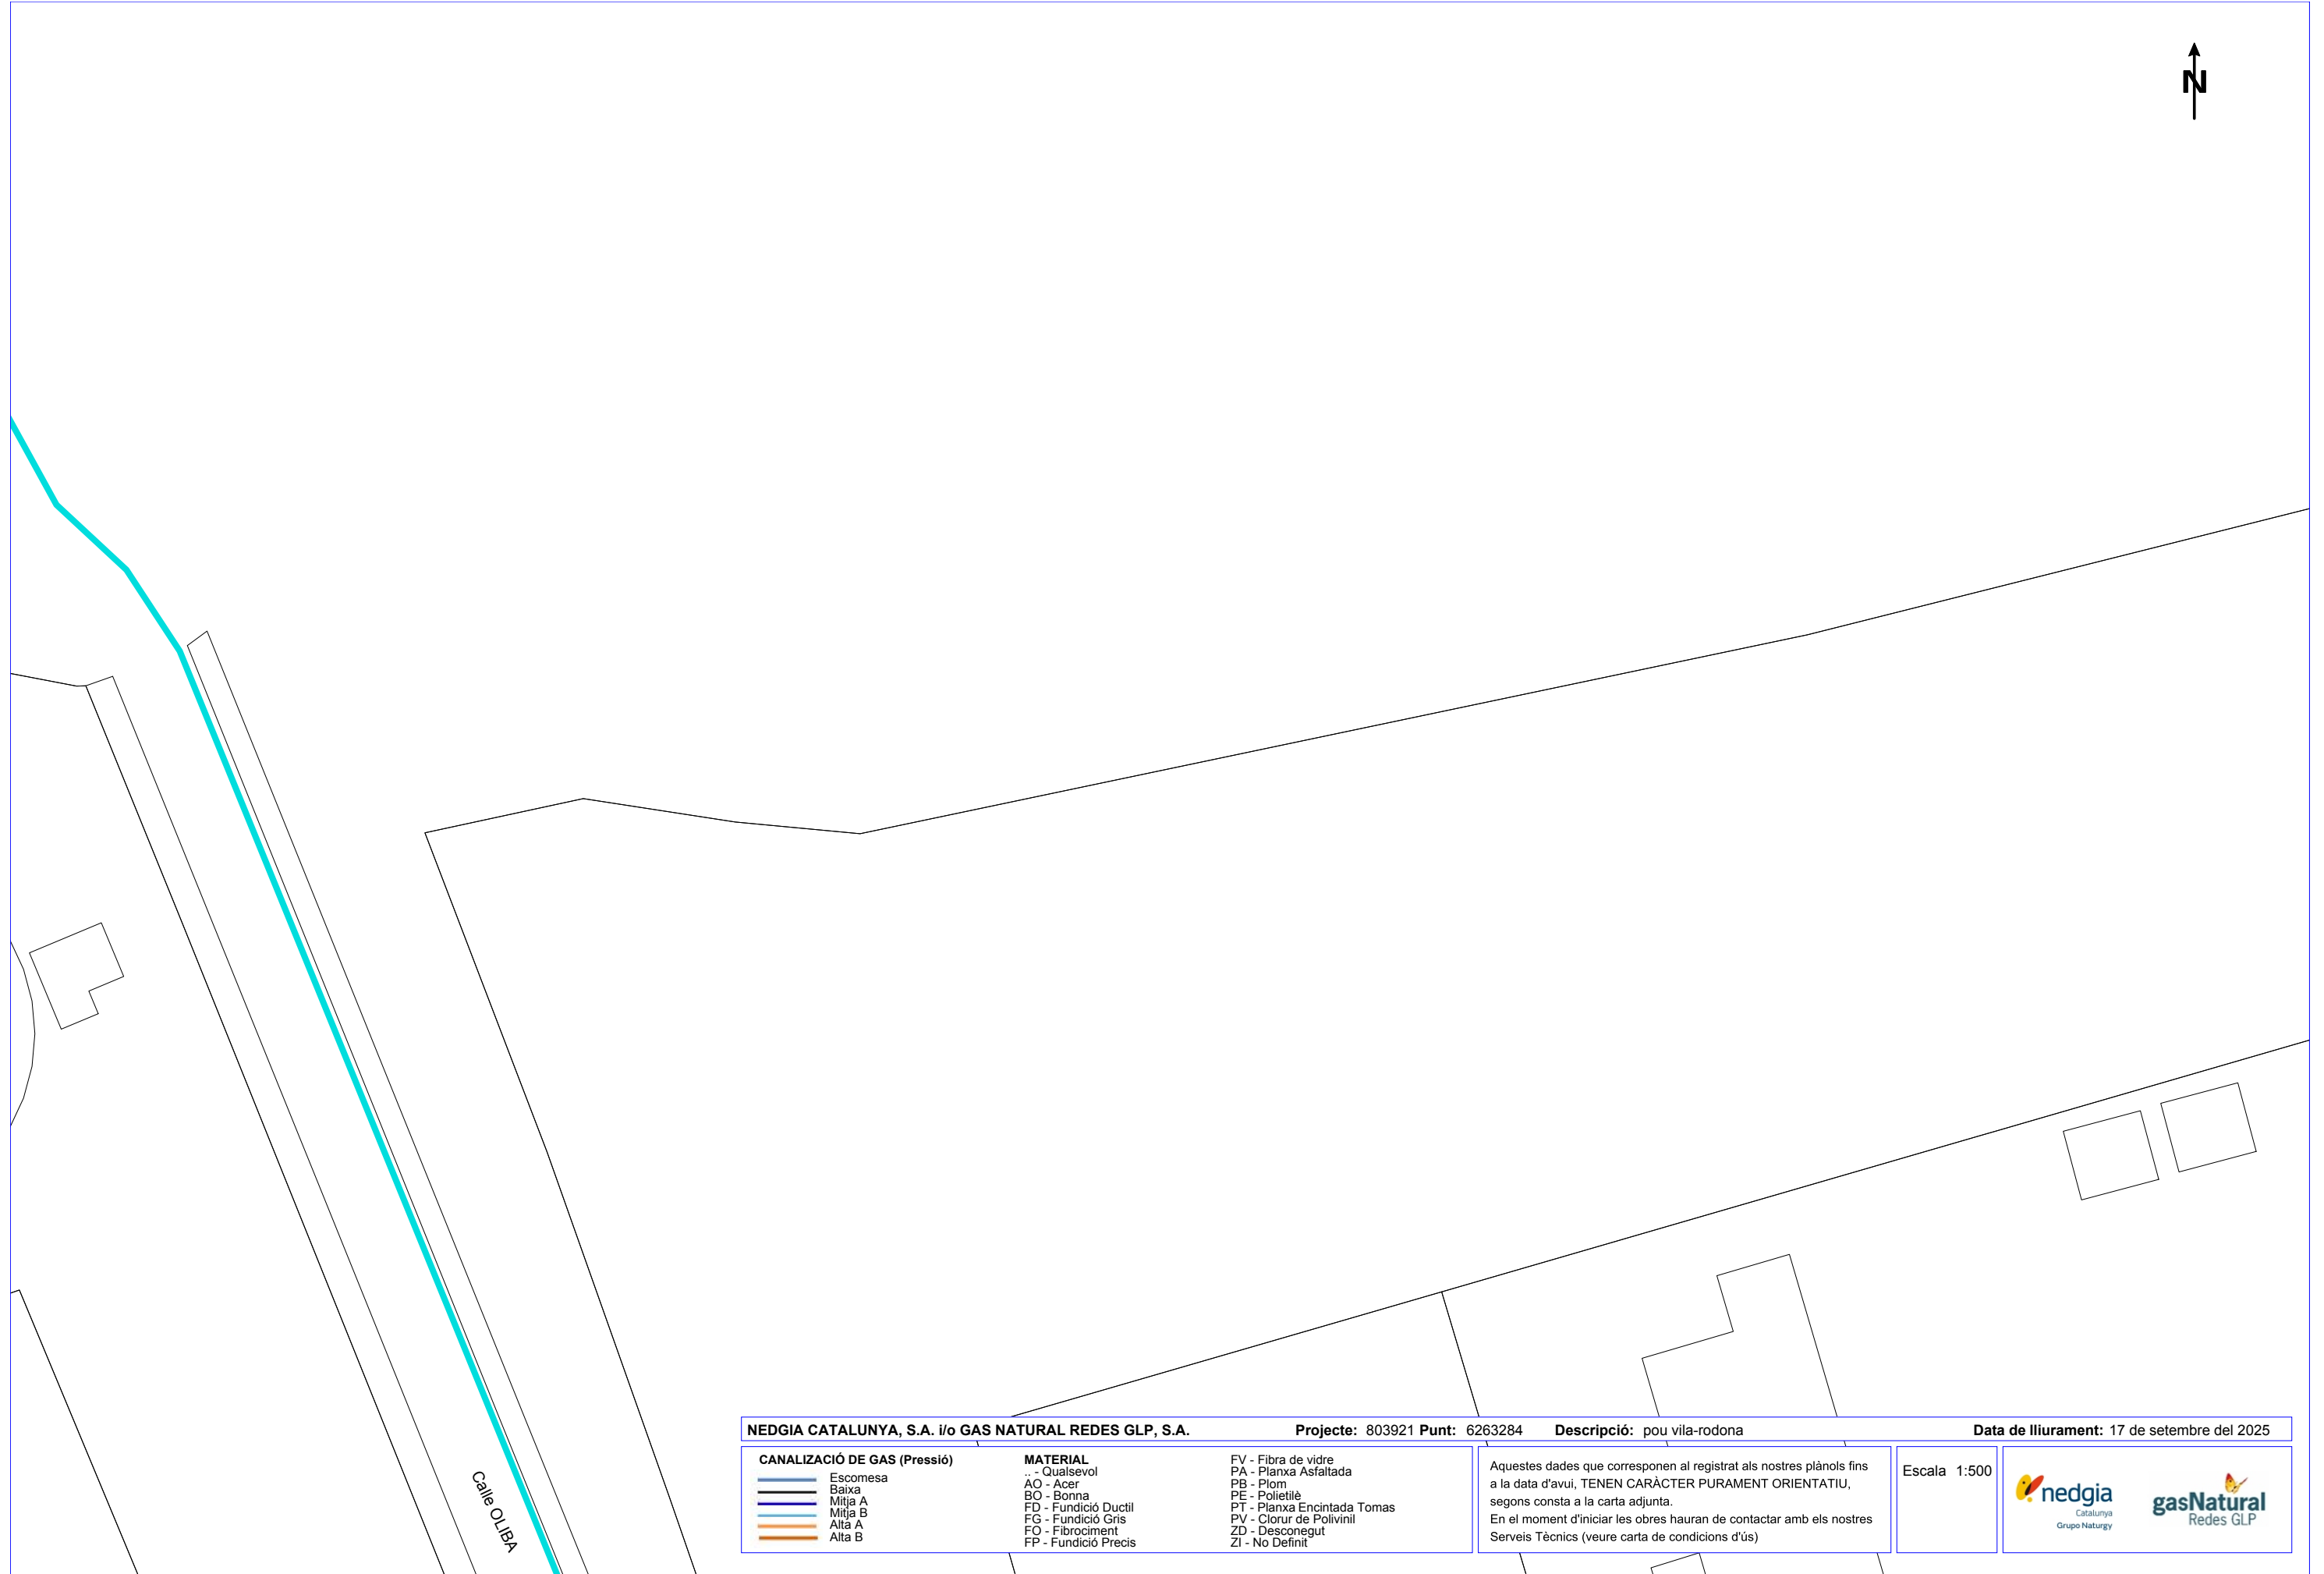 N
Calle OLIBA
NEDGIA CATALUNYA, S.A. i/o GAS NATURAL REDES GLP, S.A. Projecte: 803921 Punt: 6263284 Descripció: pou vila-rodona Data de lliurament: 17 de setembre del 2025
CANALIZACIÓ DE GAS (Pressió)
Escomesa
Baixa
Mitja A
Mitja B
Alta A
Alta B
MATERIAL
.. - Qualsevol
AO - Acer
BO - Bonna
FD - Fundició Ductil
FG - Fundició Gris
FO - Fibrociment
FP - Fundició Precis
FV - Fibra de vidre
PA - Planxa Asfaltada
PB - Plom
PE - Polietilè
PT - Planxa Encintada Tomas
PV - Clorur de Polivinil
ZD - Desconegut
ZI - No Definit
Aquestes dades que corresponen al registrat als nostres plànols fins
a la data d'avui, TENEN CARÀCTER PURAMENT ORIENTATIU,
segons consta a la carta adjunta.
En el moment d'iniciar les obres hauran de contactar amb els nostres
Serveis Tècnics (veure carta de condicions d'ús)
Escala 1:500
nedgia
Catalunya
Grupo Naturgy
gasNatural
Redes GLP